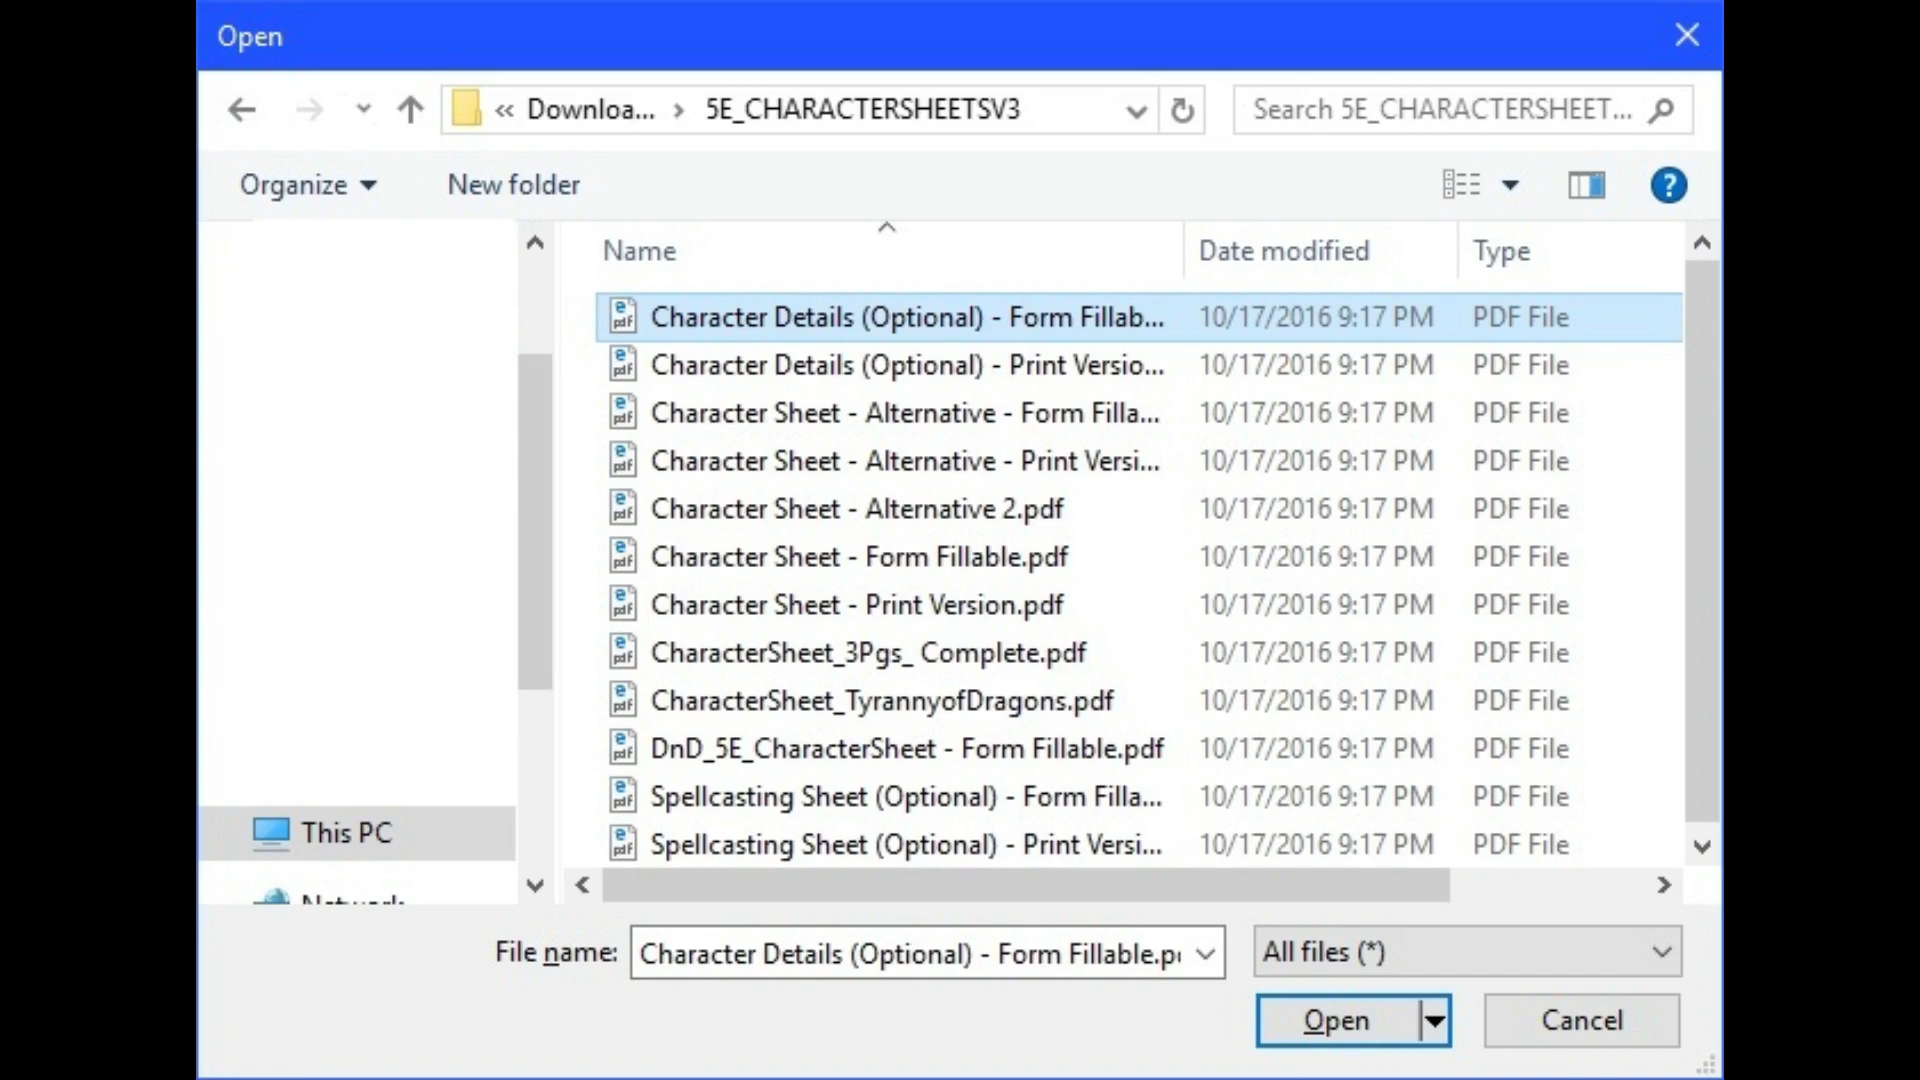 Open
« Downloa... › 5E_CHARACTERSHEETSV3
Search 5E_CHARACTERSHEET...
Organize
New folder
?
Name
Date modified
Type
Character Details (Optional) - Form Fillab... 10/17/2016 9:17 PM PDF File
Character Details (Optional) - Print Versio... 10/17/2016 9:17 PM PDF File
Character Sheet - Alternative - Form Filla... 10/17/2016 9:17 PM PDF File
Character Sheet - Alternative - Print Versi... 10/17/2016 9:17 PM PDF File
Character Sheet - Alternative 2.pdf 10/17/2016 9:17 PM PDF File
Character Sheet - Form Fillable.pdf 10/17/2016 9:17 PM PDF File
Character Sheet - Print Version.pdf 10/17/2016 9:17 PM PDF File
CharacterSheet_3Pgs_ Complete.pdf 10/17/2016 9:17 PM PDF File
CharacterSheet_TyrannyofDragons.pdf 10/17/2016 9:17 PM PDF File
DnD_5E_CharacterSheet - Form Fillable.pdf 10/17/2016 9:17 PM PDF File
Spellcasting Sheet (Optional) - Form Filla... 10/17/2016 9:17 PM PDF File
Spellcasting Sheet (Optional) - Print Versi... 10/17/2016 9:17 PM PDF File
This PC
Network
File name:
Character Details (Optional) - Form Fillable.p
All files (*)
Open
Cancel